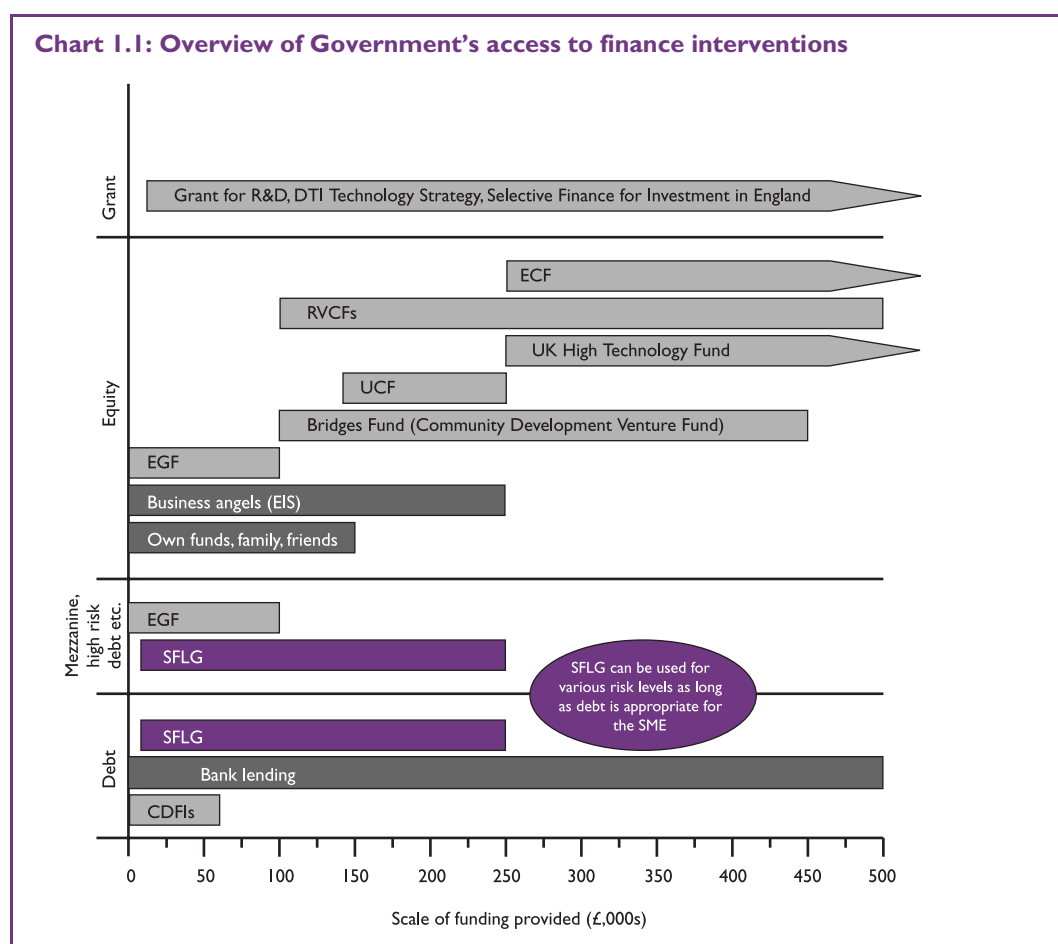 Chart 1.1: Overview of Government's access to finance interventions
Grant
Grant for R&D, DTI Technology Strategy, Selective Finance for Investment in England
Equity
ECF
RVCFs
UK High Technology Fund
UCF
Bridges Fund (Community Development Venture Fund)
EGF
Business angels (EIS)
Own funds, family, friends
Mezzanine,
high risk
debt etc.
EGF
SFLG
SFLG can be used for
various risk levels as long
as debt is appropriate for
the SME
Debt
SFLG
Bank lending
CDFIs
0 50 100 150 200 250 300 350 400 450 500
Scale of funding provided (£,000s)